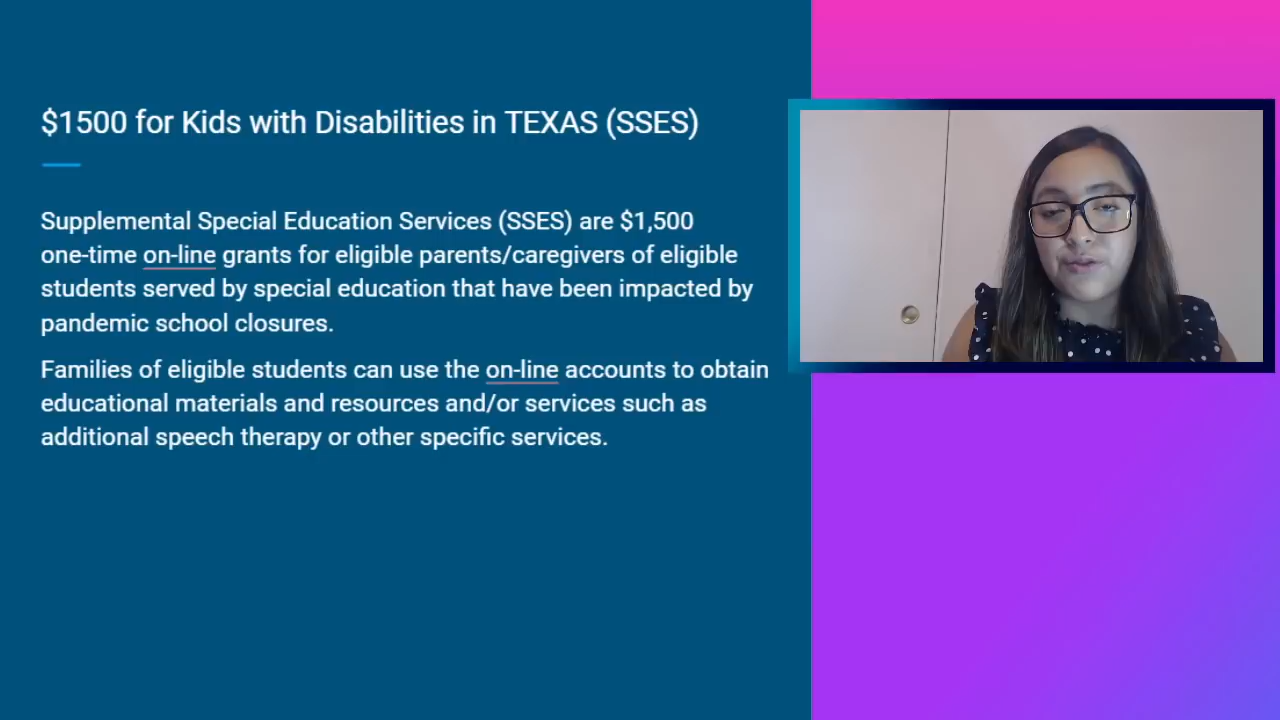 $1500 for Kids with Disabilities in TEXAS (SSES)
Supplemental Special Education Services (SSES) are $1,500
one-time on-line grants for eligible parents/caregivers of eligible
students served by special education that have been impacted by
pandemic school closures.
Families of eligible students can use the on-line accounts to obtain
educational materials and resources and/or services such as
additional speech therapy or other specific services.